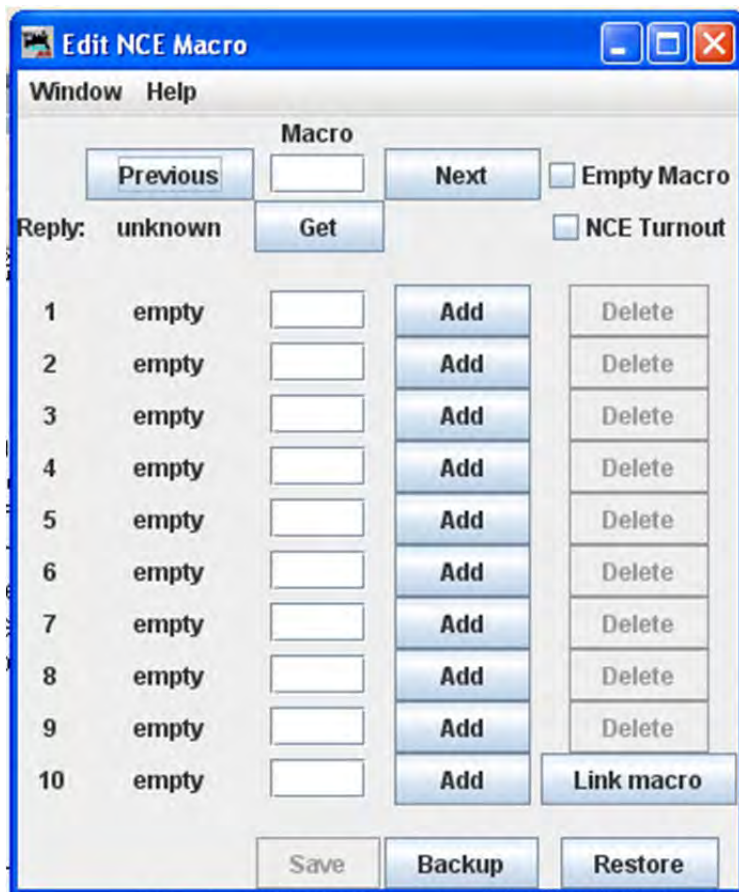 Edit NCE Macro
Window Help
Macro
Previous Next Empty Macro
Reply: unknown Get NCE Turnout
1 empty Add Delete
2 empty Add Delete
3 empty Add Delete
4 empty Add Delete
5 empty Add Delete
6 empty Add Delete
7 empty Add Delete
8 empty Add Delete
9 empty Add Delete
10 empty Add Link macro
Save Backup Restore